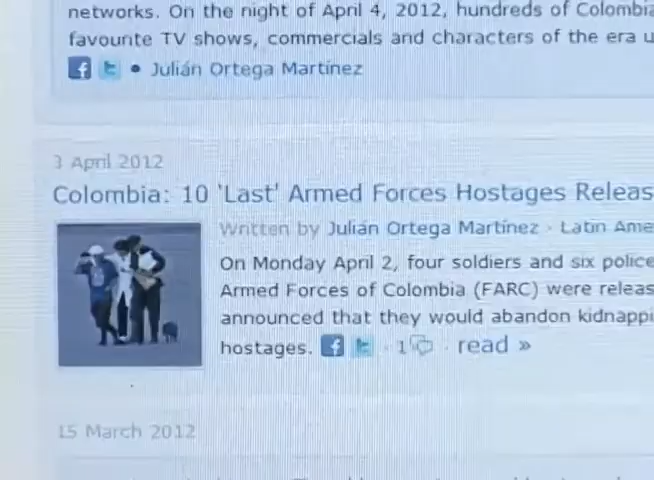 networks. On the night of April 4, 2012, hundreds of Colombia
favourite TV shows, commercials and characters of the era u
Julián Ortega Martínez
3 April 2012
Colombia: 10 'Last' Armed Forces Hostages Releas
Written by Julián Ortega Martínez · Latin Ame
On Monday April 2, four soldiers and six police
Armed Forces of Colombia (FARC) were releas
announced that they would abandon kidnappi
hostages. · 1 · read »
15 March 2012